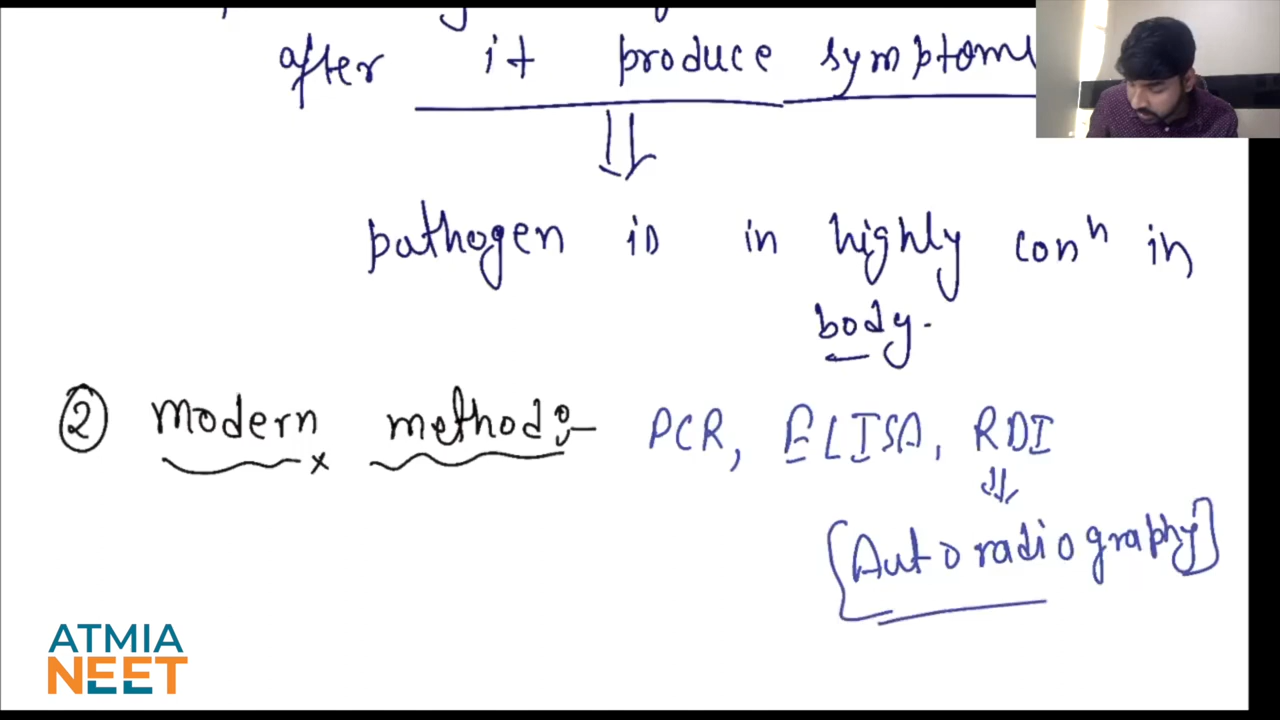 after it produce symptoms
pathogen is in highly conⁿ in
body.
② Modern method:- PCR, ELISA, RDI
[Autoradiography]
ATMIA
NEET